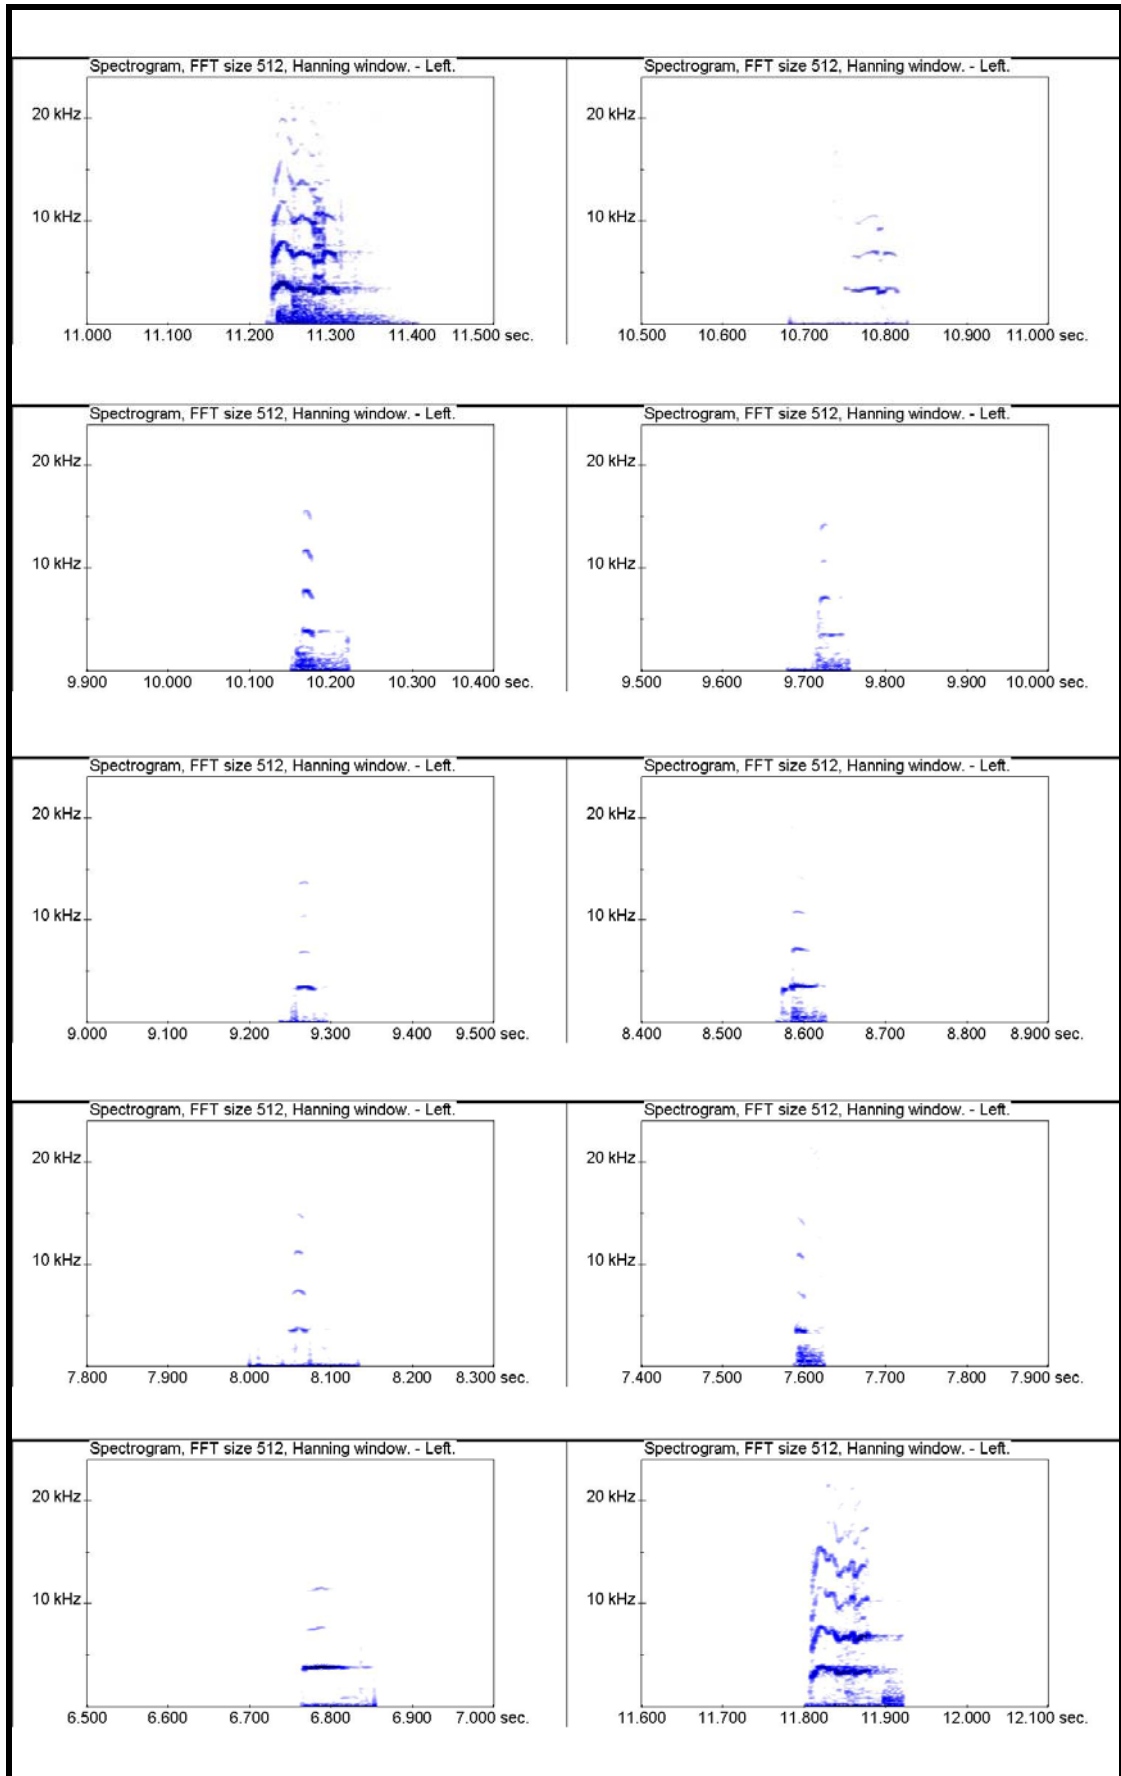 Spectrogram, FFT size 512, Hanning window. - Left. Spectrogram, FFT size 512, Hanning window. - Left.
20 kHz 20 kHz
10 kHz 10 kHz
11.000 11.100 11.200 11.300 11.400 11.500 sec. 10.500 10.600 10.700 10.800 10.900 11.000 sec.
Spectrogram, FFT size 512, Hanning window. - Left. Spectrogram, FFT size 512, Hanning window. - Left.
20 kHz 20 kHz
10 kHz 10 kHz
9.900 10.000 10.100 10.200 10.300 10.400 sec. 9.500 9.600 9.700 9.800 9.900 10.000 sec.
Spectrogram, FFT size 512, Hanning window. - Left. Spectrogram, FFT size 512, Hanning window. - Left.
20 kHz 20 kHz
10 kHz 10 kHz
9.000 9.100 9.200 9.300 9.400 9.500 sec. 8.400 8.500 8.600 8.700 8.800 8.900 sec.
Spectrogram, FFT size 512, Hanning window. - Left. Spectrogram, FFT size 512, Hanning window. - Left.
20 kHz 20 kHz
10 kHz 10 kHz
7.800 7.900 8.000 8.100 8.200 8.300 sec. 7.400 7.500 7.600 7.700 7.800 7.900 sec.
Spectrogram, FFT size 512, Hanning window. - Left. Spectrogram, FFT size 512, Hanning window. - Left.
20 kHz 20 kHz
10 kHz 10 kHz
6.500 6.600 6.700 6.800 6.900 7.000 sec. 11.600 11.700 11.800 11.900 12.000 12.100 sec.